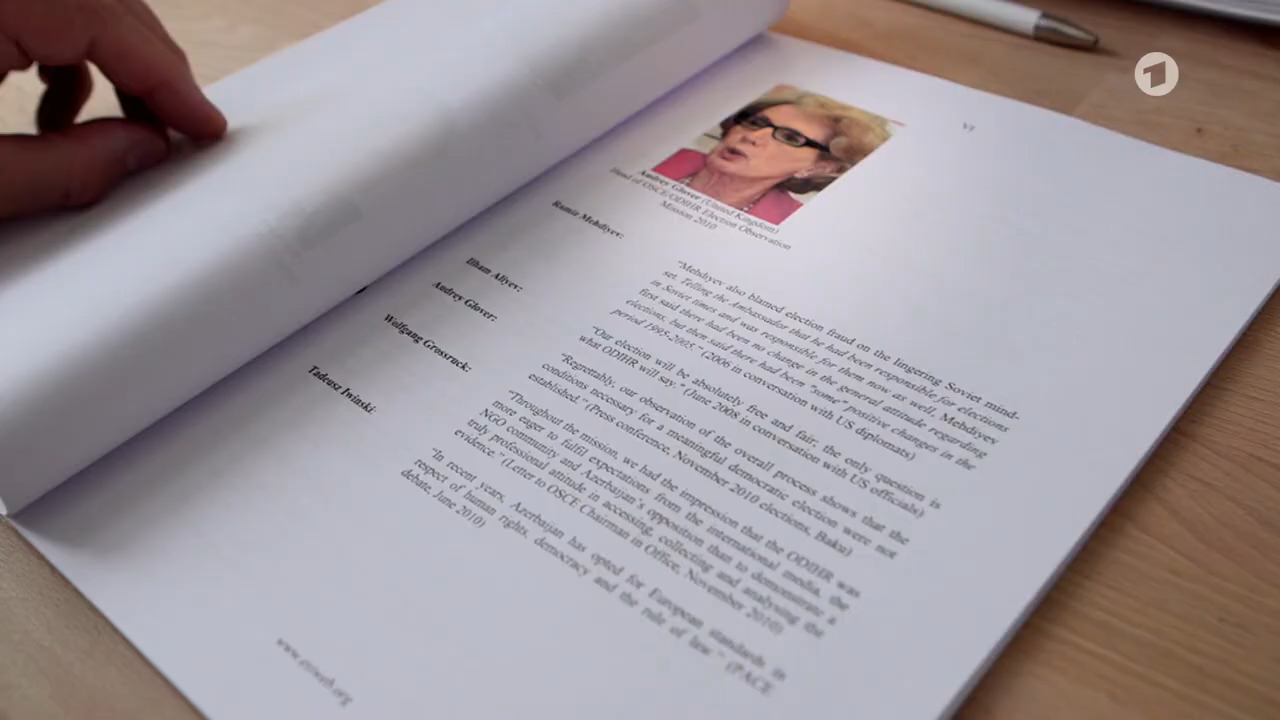 1
VI
Audrey Glover (United Kingdom)
Head of OSCE/ODIHR Election Observation
Mission 2010
Ramiz Mehdiyev:
"Mehdiyev also blamed election fraud on the lingering Soviet mind-
set. Telling the Ambassador that he had been responsible for elections
in Soviet times and was responsible for them now as well, Mehdiyev
first said there had been no change in the general attitude regarding
elections, but then said there had been "some" positive changes in the
period 1995-2005." (2006 in conversation with US diplomats)
Ilham Aliyev:
"Our election will be absolutely free and fair, the only question is
what ODIHR will say." (June 2008 in conversation with US officials)
Audrey Glover:
"Regrettably, our observation of the overall process shows that the
conditions necessary for a meaningful democratic election were not
established." (Press conference, November 2010 elections, Baku)
Wolfgang Grossruck:
"Throughout the mission, we had the impression that the ODIHR was
more eager to fulfil expectations from the international media, the
NGO community and Azerbaijan's opposition than to demonstrate a
truly professional attitude in accessing, collecting and analysing the
evidence." (Letter to OSCE Chairman in Office, November 2010)
Tadeusz Iwinski:
"In recent years, Azerbaijan has opted for European standards in
respect of human rights, democracy and the rule of law." (PACE
debate, June 2010)
www.esiweb.org